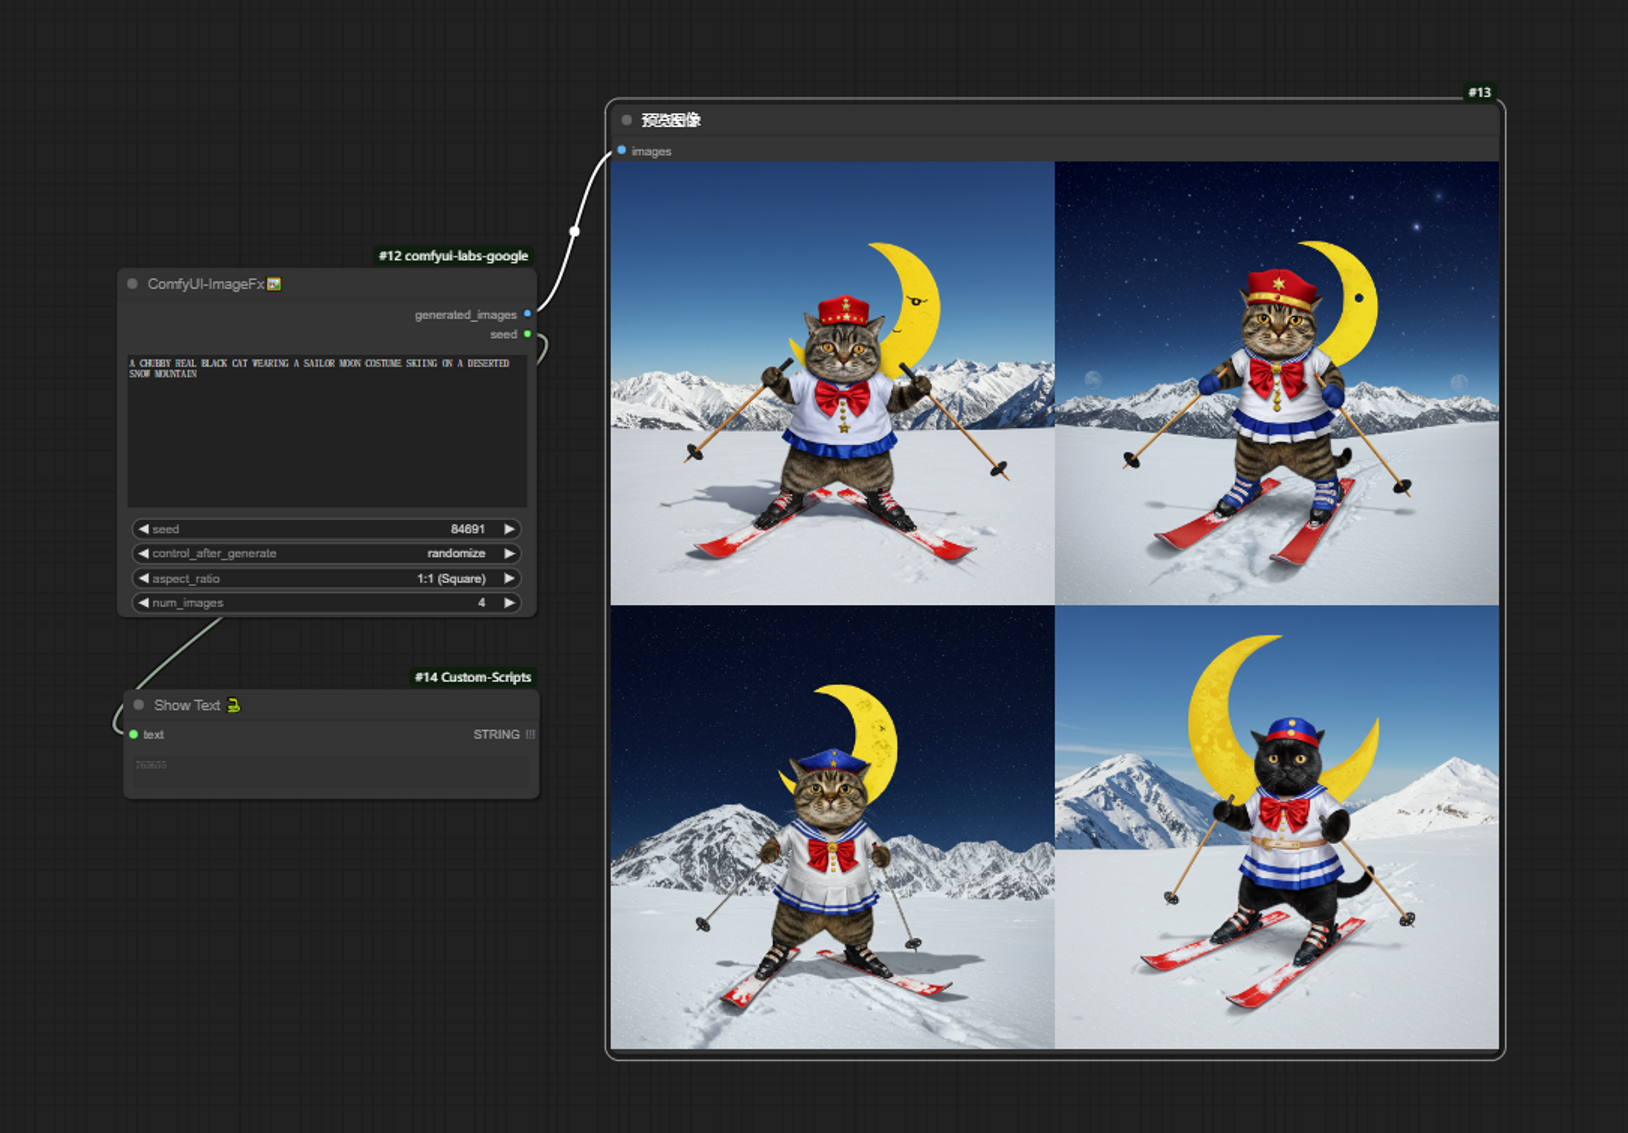 #13
预览图像
images
#12 comfyui-labs-google
ComfyUI-ImageFx
generated_images
seed
A CHUBBY REAL BLACK CAT WEARING A SAILOR MOON COSTUME SKIING ON A DESERTED
SNOW MOUNTAIN
seed 84691
control_after_generate randomize
aspect_ratio 1:1 (Square)
num_images 4
#14 Custom-Scripts
Show Text
text STRING
763655